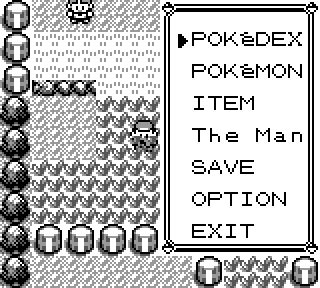 POKéDEX
POKéMON
ITEM
The Man
SAVE
OPTION
EXIT